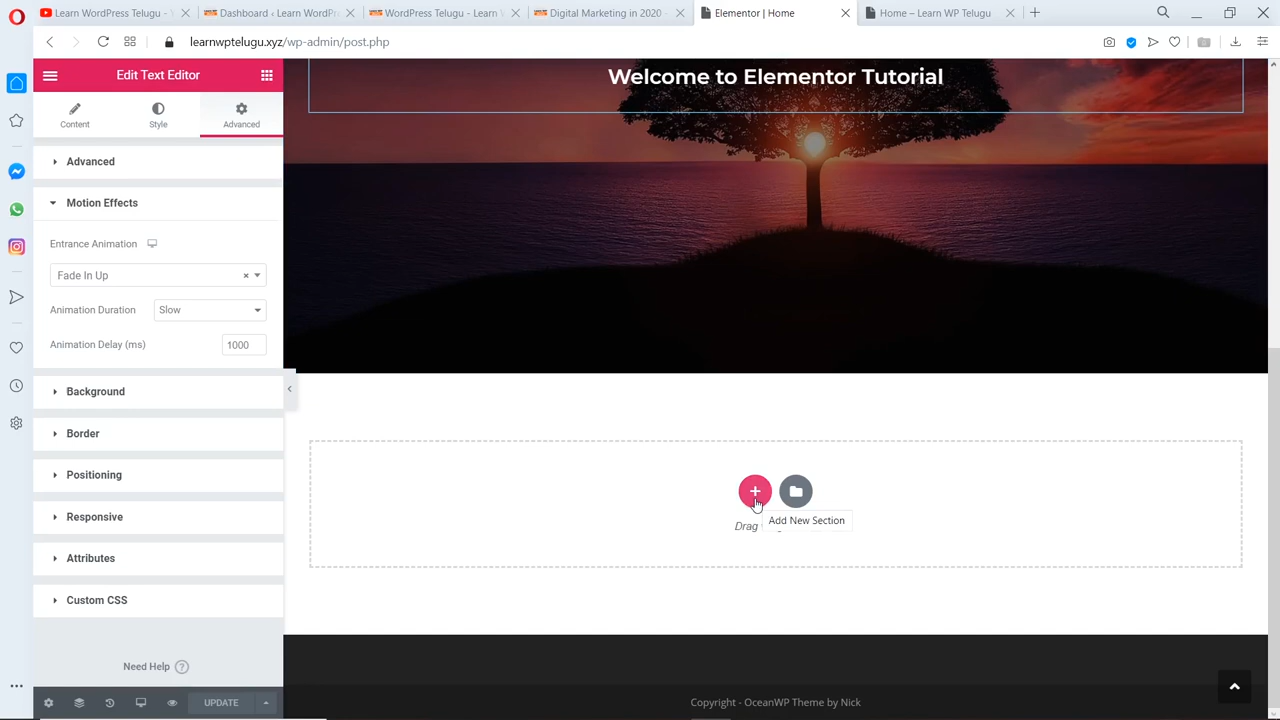 Learn WordPress Telugu
Dashboard ‹ Learn WordPr
WordPress Telugu – Learn W
Digital Marketing in 2020 -
Elementor | Home
Home – Learn WP Telugu
learnwptelugu.xyz/wp-admin/post.php
Edit Text Editor
Content
Style
Advanced
Advanced
Motion Effects
Entrance Animation
Fade In Up
Animation Duration
Slow
Animation Delay (ms)
1000
Background
Border
Positioning
Responsive
Attributes
Custom CSS
Need Help ?
UPDATE
Welcome to Elementor Tutorial
Add New Section
Drag
Copyright - OceanWP Theme by Nick